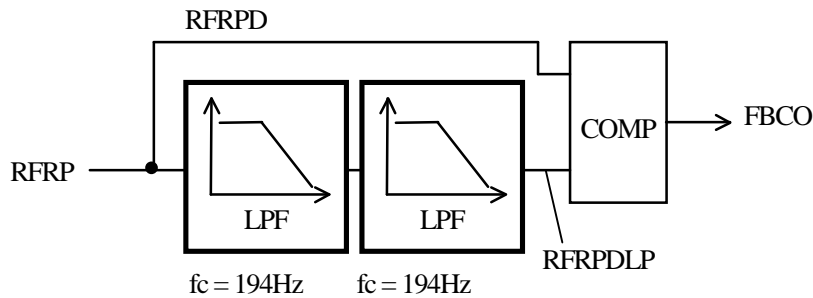 RFRPD
COMP
FBCO
RFRP
LPF
LPF
RFRPDLP
fc = 194Hz
fc = 194Hz